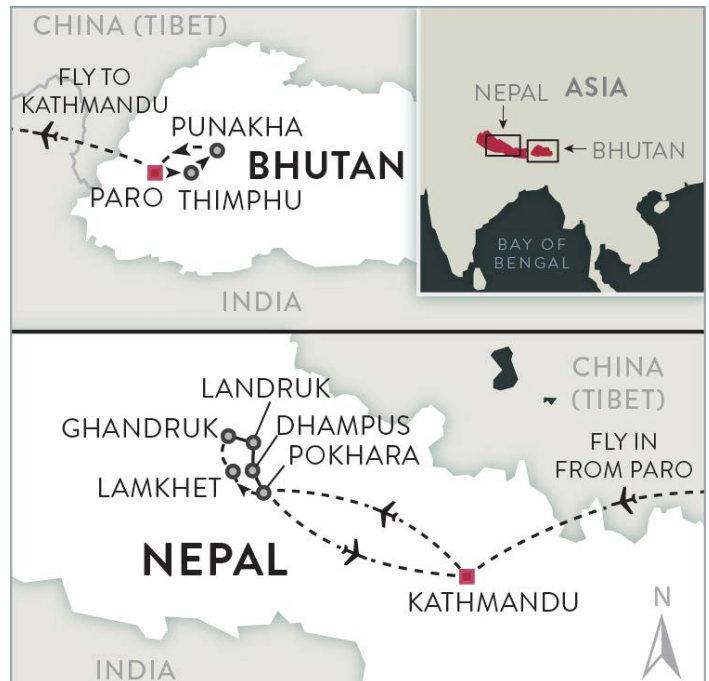 CHINA (TIBET)
FLY TO
KATHMANDU
PUNAKHA
BHUTAN
PARO
THIMPHU
INDIA
NEPAL
ASIA
BHUTAN
BAY OF
BENGAL
CHINA
(TIBET)
LANDRUK
GHANDRUK
DHAMPUS
POKHARA
FLY IN
FROM PARO
LAMKHET
NEPAL
KATHMANDU
N
INDIA